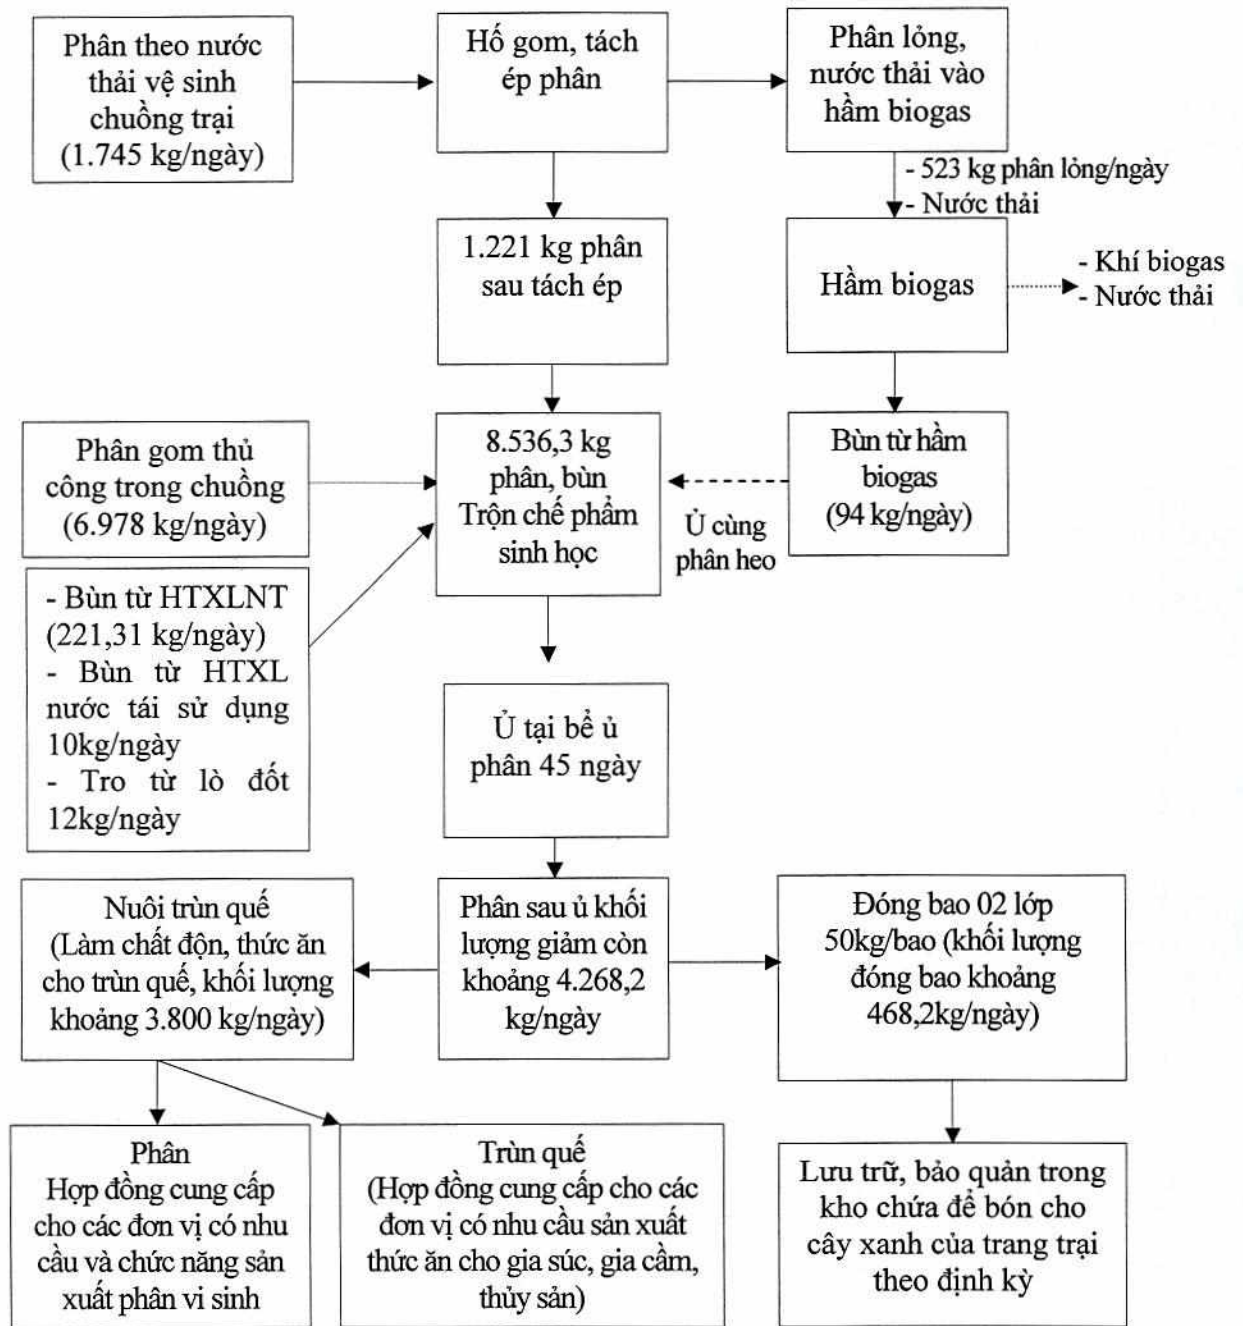 Phân theo nước
thải vệ sinh
chuồng trại
(1.745 kg/ngày)
Hố gom, tách
ép phân
Phân lỏng,
nước thải vào
hầm biogas
- 523 kg phân lỏng/ngày
- Nước thải
1.221 kg phân
sau tách ép
Hầm biogas
- Khí biogas
- Nước thải
Phân gom thủ
công trong chuồng
(6.978 kg/ngày)
8.536,3 kg
phân, bùn
Trộn chế phẩm
sinh học
Ủ cùng
phân heo
Bùn từ hầm
biogas
(94 kg/ngày)
- Bùn từ HTXLNT
(221,31 kg/ngày)
- Bùn từ HTXL
nước tái sử dụng
10kg/ngày
- Tro từ lò đốt
12kg/ngày
Ủ tại bể ủ
phân 45 ngày
Nuôi trùn quế
(Làm chất độn, thức ăn
cho trùn quế, khối lượng
khoảng 3.800 kg/ngày)
Phân sau ủ khối
lượng giảm còn
khoảng 4.268,2
kg/ngày
Đóng bao 02 lớp
50kg/bao (khối lượng
đóng bao khoảng
468,2kg/ngày)
Phân
Hợp đồng cung cấp
cho các đơn vị có nhu
cầu và chức năng sản
xuất phân vi sinh
Trùn quế
(Hợp đồng cung cấp cho các
đơn vị có nhu cầu sản xuất
thức ăn cho gia súc, gia cầm,
thủy sản)
Lưu trữ, bảo quản trong
kho chứa để bón cho
cây xanh của trang trại
theo định kỳ